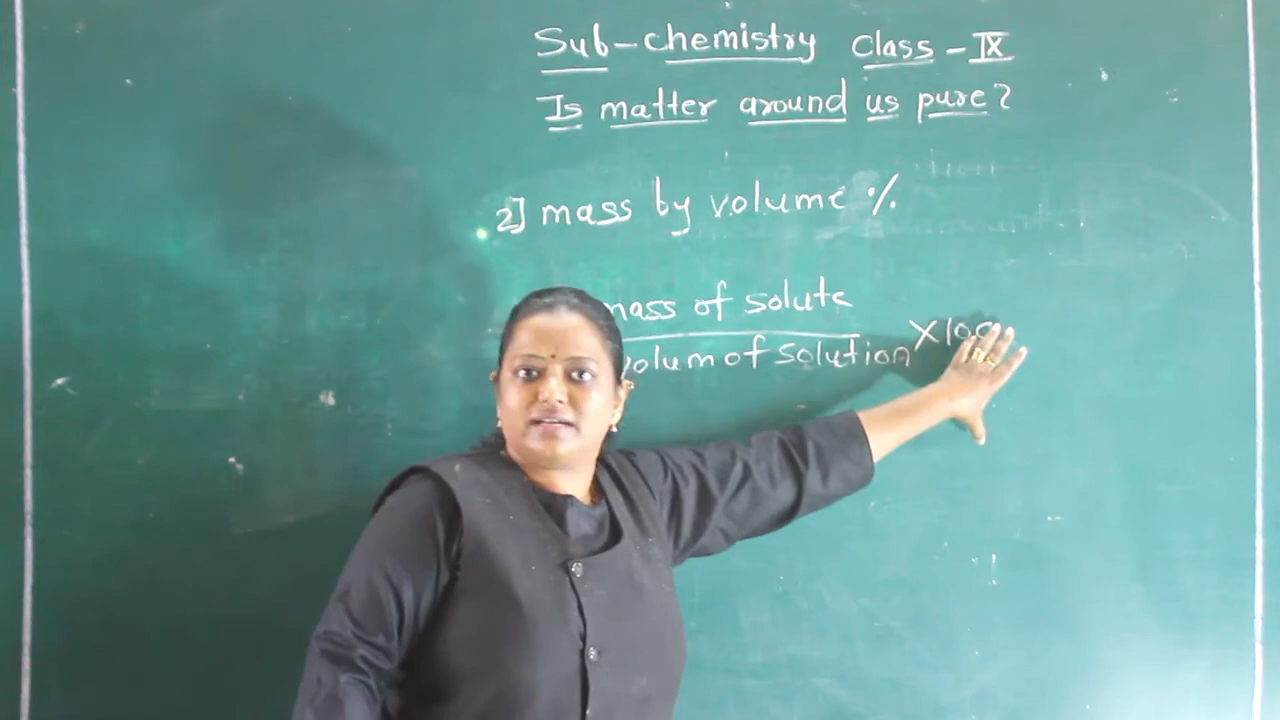 Sub-chemistry Class-IX
Is matter around us pure?
2] mass by volume %
mass of solute
volum of solution X100